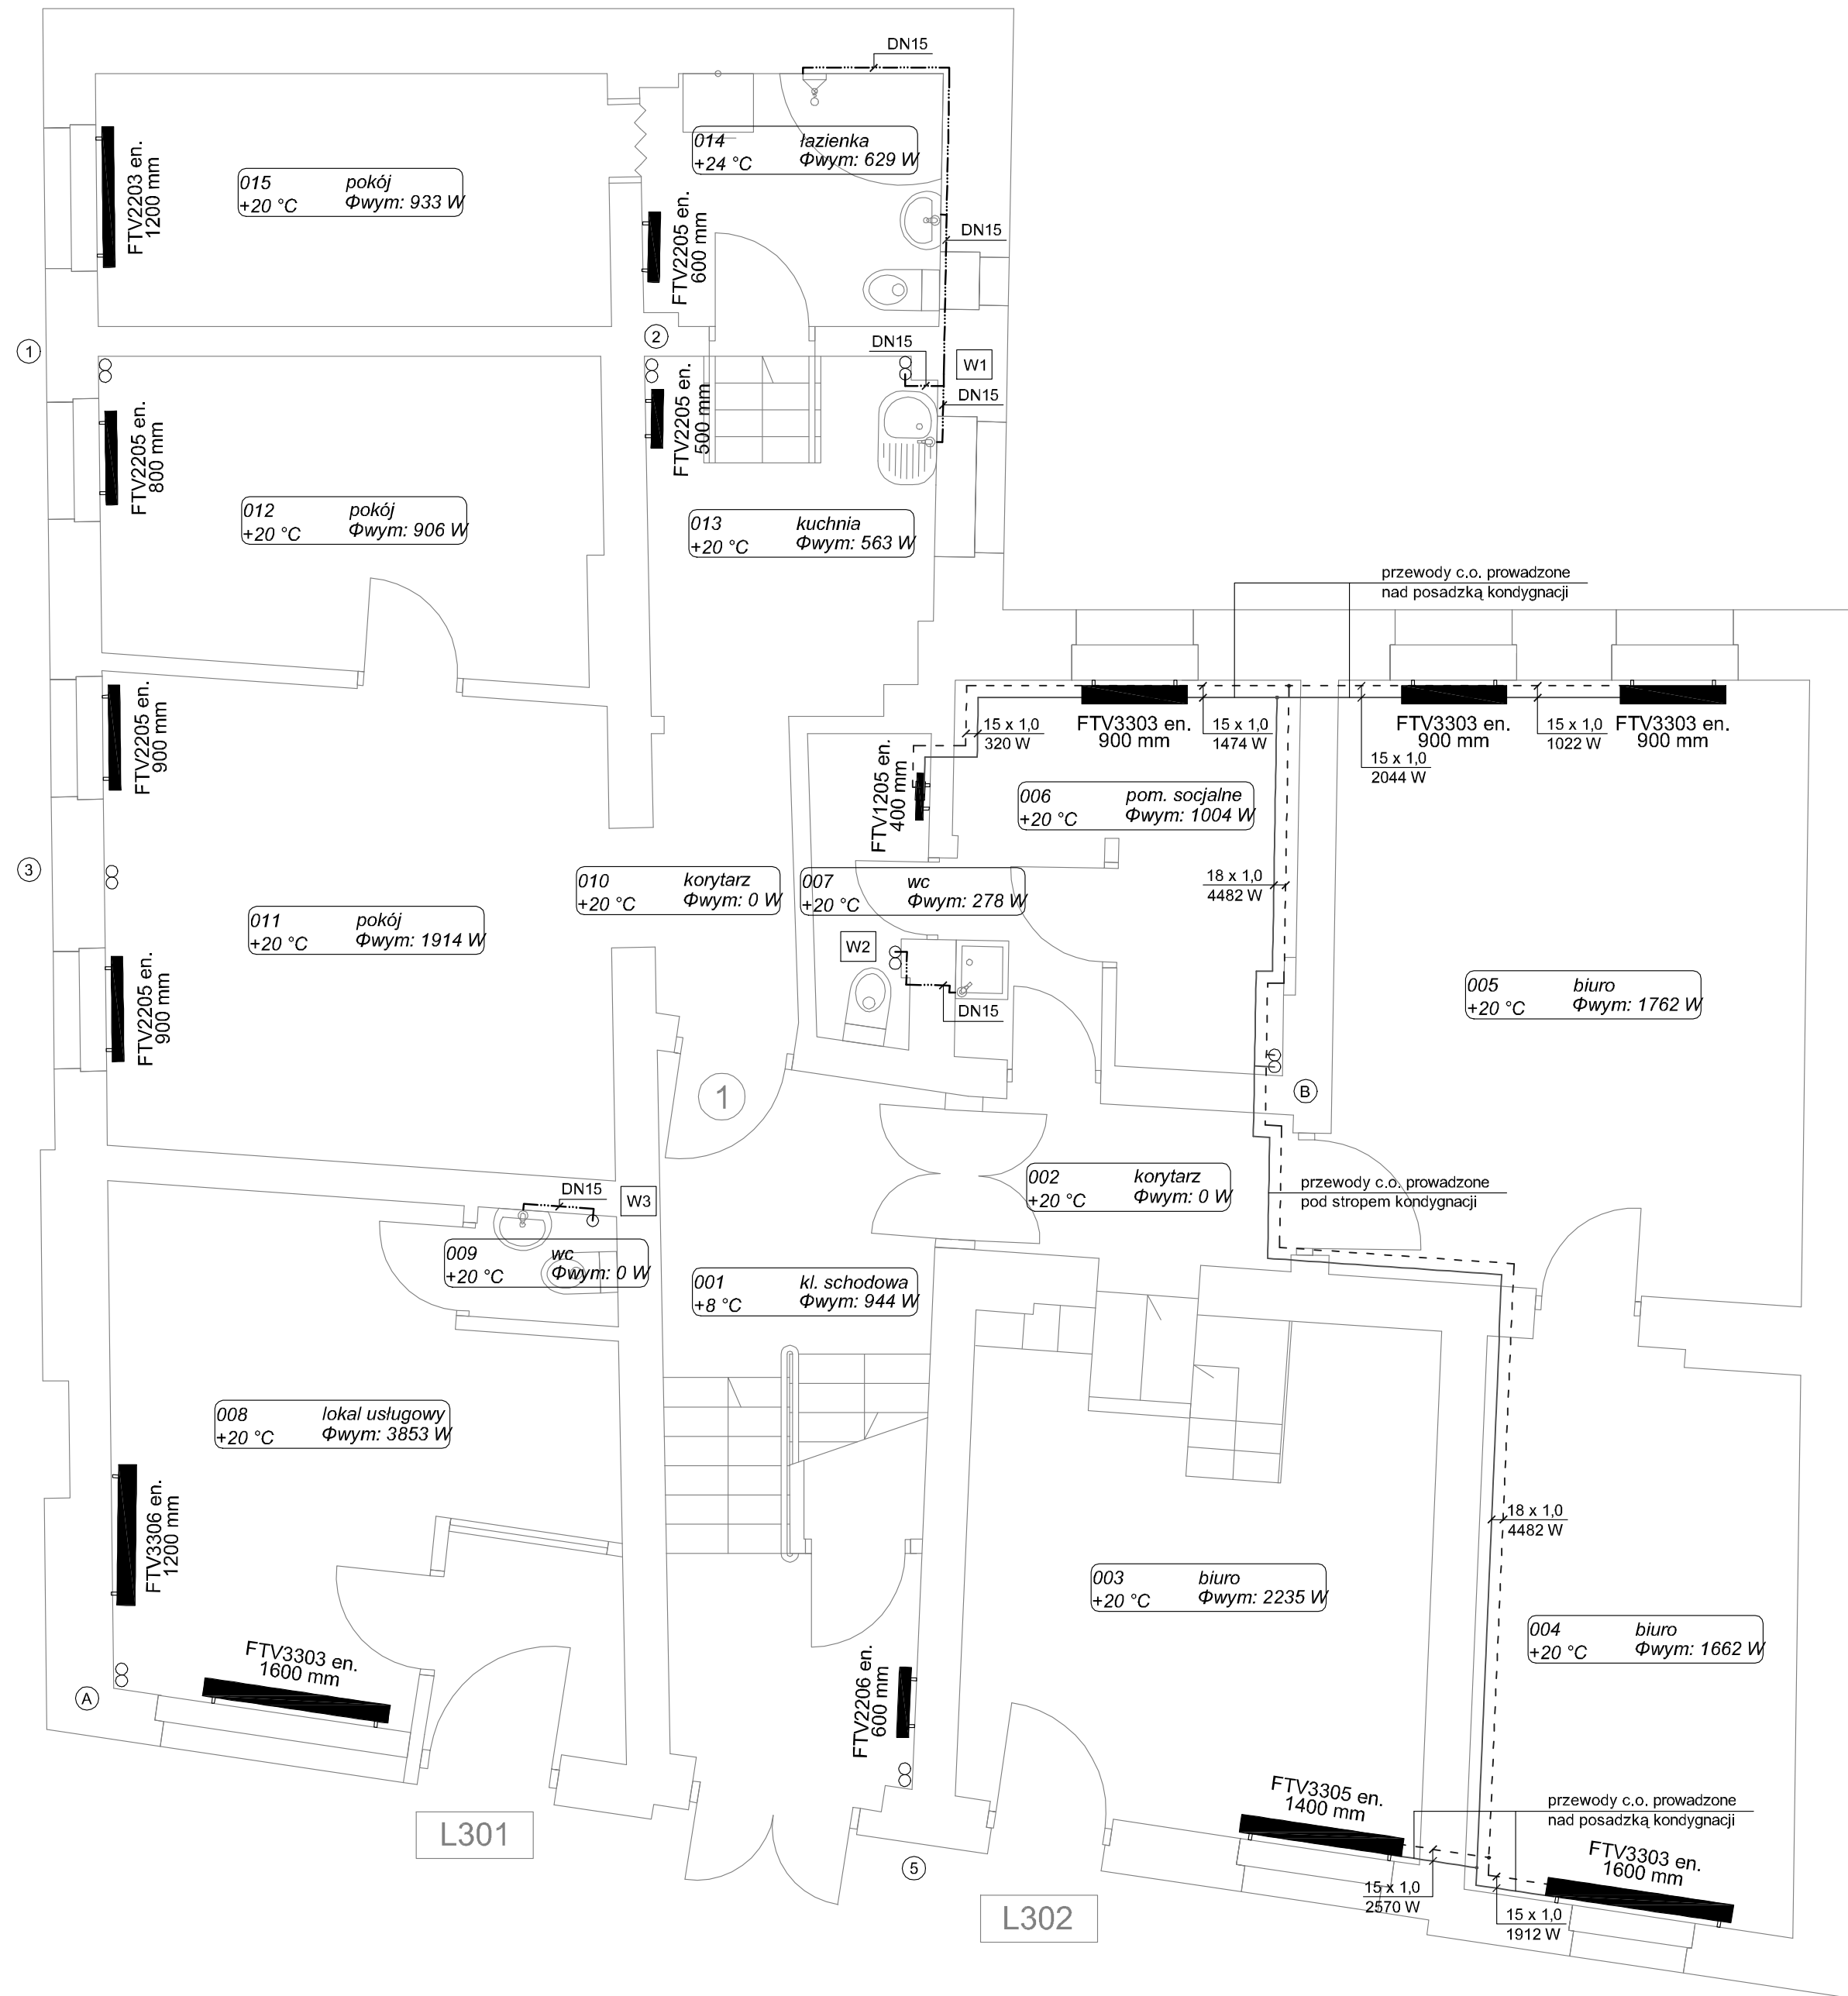 DN15
014 łazienka
+24 °C Φwym: 629 W
FTV2203 en.
1200 mm
015 pokój
+20 °C Φwym: 933 W
FTV2205 en.
600 mm
DN15
1
2
DN15
W1
DN15
FTV2205 en.
800 mm
FTV2205 en.
500 mm
012 pokój
+20 °C Φwym: 906 W
013 kuchnia
+20 °C Φwym: 563 W
przewody c.o. prowadzone
nad posadzką kondygnacji
FTV2205 en.
900 mm
15 x 1,0
320 W
FTV3303 en.
900 mm
15 x 1,0
1474 W
FTV3303 en.
900 mm
15 x 1,0
1022 W
FTV3303 en.
900 mm
15 x 1,0
2044 W
FTV1205 en.
400 mm
006 pom. socjalne
+20 °C Φwym: 1004 W
3
010 korytarz
+20 °C Φwym: 0 W
007 wc
+20 °C Φwym: 278 W
18 x 1,0
4482 W
011 pokój
+20 °C Φwym: 1914 W
W2
FTV2205 en.
900 mm
DN15
005 biuro
+20 °C Φwym: 1762 W
1
B
002 korytarz
+20 °C Φwym: 0 W
przewody c.o. prowadzone
pod stropem kondygnacji
DN15
W3
009 wc
+20 °C Φwym: 0 W
001 kl. schodowa
+8 °C Φwym: 944 W
008 lokal usługowy
+20 °C Φwym: 3853 W
FTV3306 en.
1200 mm
18 x 1,0
4482 W
003 biuro
+20 °C Φwym: 2235 W
004 biuro
+20 °C Φwym: 1662 W
FTV3303 en.
1600 mm
A
FTV2206 en.
600 mm
FTV3305 en.
1400 mm
przewody c.o. prowadzone
nad posadzką kondygnacji
L301
5
FTV3303 en.
1600 mm
15 x 1,0
2570 W
L302
15 x 1,0
1912 W